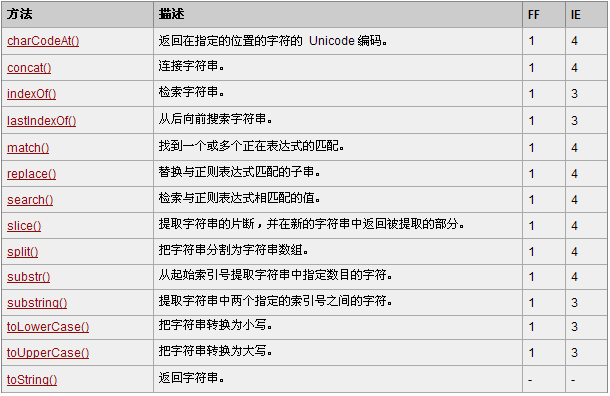 方法 描述 FF IE
charCodeAt() 返回在指定的位置的字符的 Unicode 编码。 1 4
concat() 连接字符串。 1 4
indexOf() 检索字符串。 1 3
lastIndexOf() 从后向前搜索字符串。 1 3
match() 找到一个或多个正在表达式的匹配。 1 4
replace() 替换与正则表达式匹配的子串。 1 4
search() 检索与正则表达式相匹配的值。 1 4
slice() 提取字符串的片断，并在新的字符串中返回被提取的部分。 1 4
split() 把字符串分割为字符串数组。 1 4
substr() 从起始索引号提取字符串中指定数目的字符。 1 4
substring() 提取字符串中两个指定的索引号之间的字符。 1 3
toLowerCase() 把字符串转换为小写。 1 3
toUpperCase() 把字符串转换为大写。 1 3
toString() 返回字符串。 - -